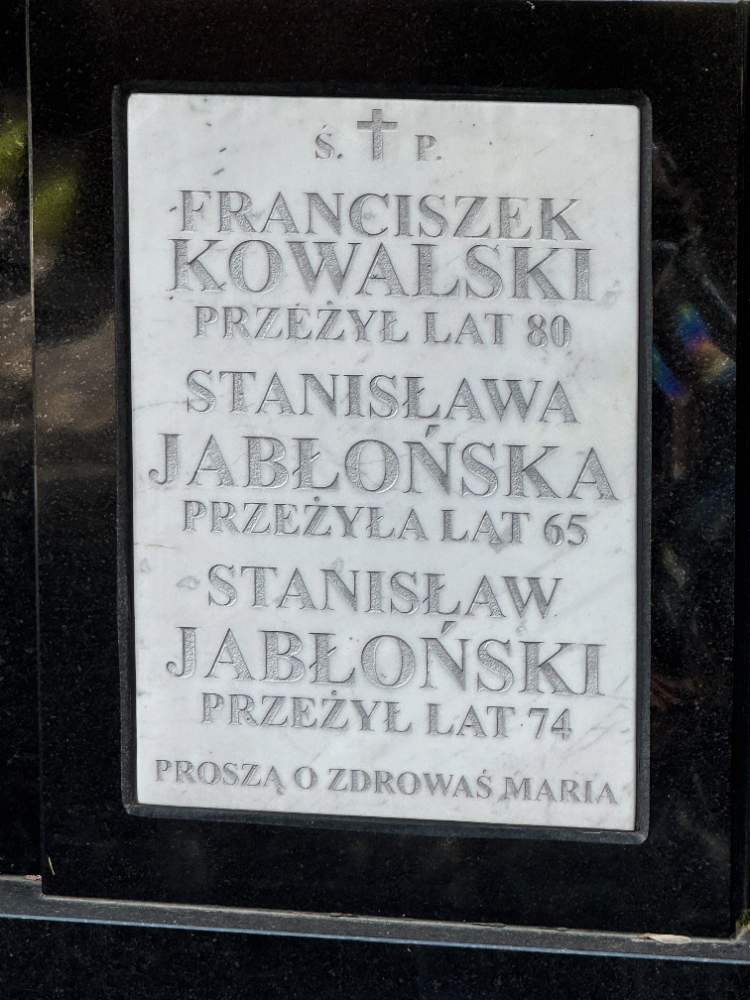 Ś. P.
FRANCISZEK
KOWALSKI
PRZEŻYŁ LAT 80
STANISŁAWA
JABŁOŃSKA
PRZEŻYŁA LAT 65
STANISŁAW
JABŁOŃSKI
PRZEŻYŁ LAT 74
PROSZĄ O ZDROWAŚ MARIA